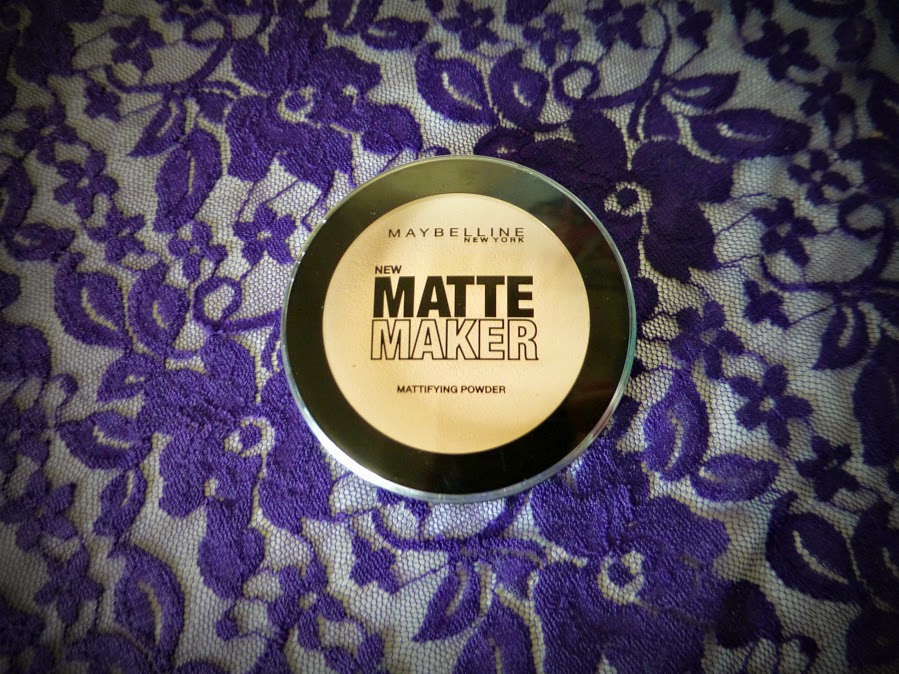 MAYBELLINE
NEW YORK
NEW
MATTE
MAKER
MATTIFYING POWDER